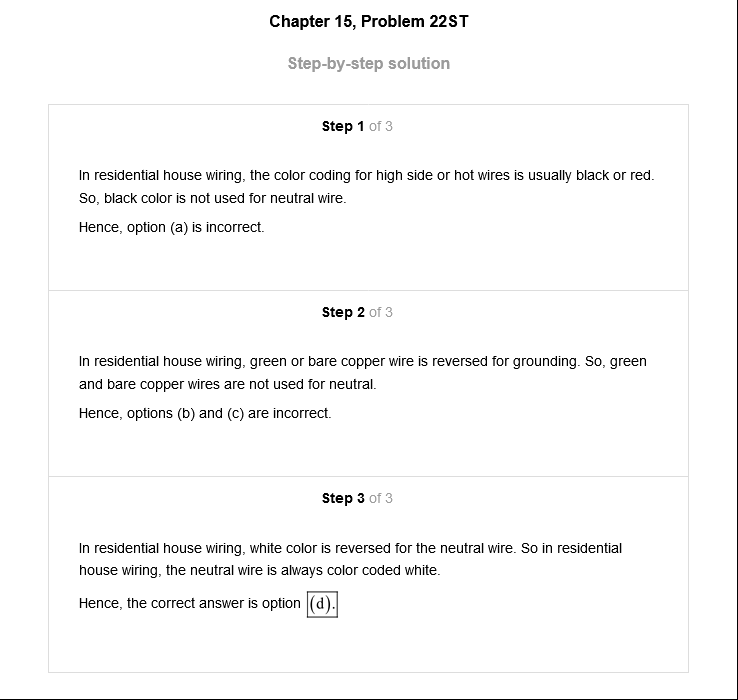 Chapter 15, Problem 22ST
Step-by-step solution
Step 1 of 3
In residential house wiring, the color coding for high side or hot wires is usually black or red.
So, black color is not used for neutral wire.
Hence, option (a) is incorrect.
Step 2 of 3
In residential house wiring, green or bare copper wire is reversed for grounding. So, green
and bare copper wires are not used for neutral.
Hence, options (b) and (c) are incorrect.
Step 3 of 3
In residential house wiring, white color is reversed for the neutral wire. So in residential
house wiring, the neutral wire is always color coded white.
Hence, the correct answer is option (d).